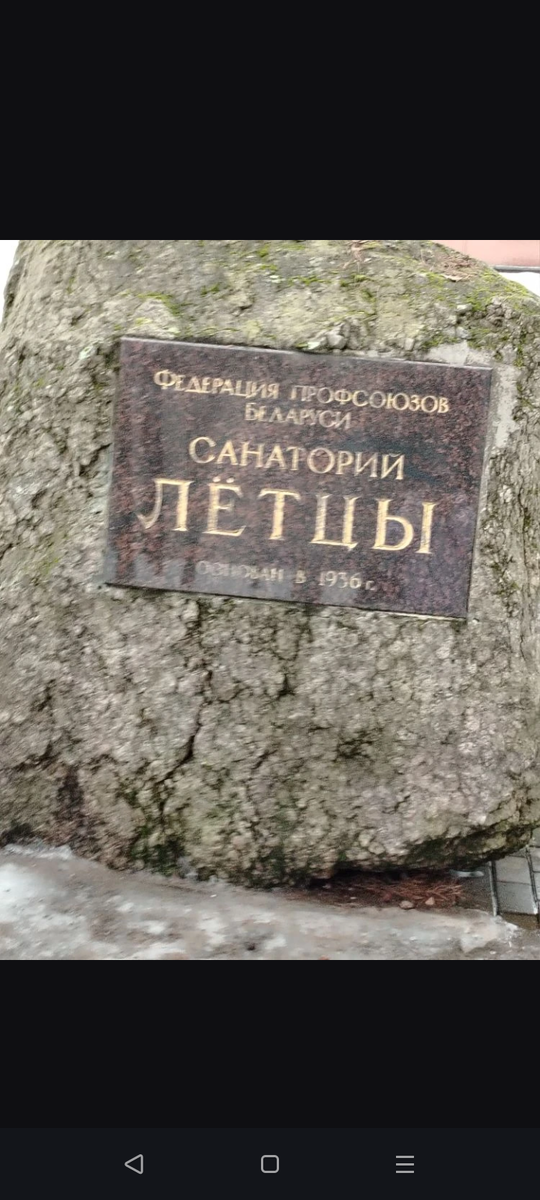 Федерация профсоюзов
Беларуси
САНАТОРИЙ
ЛЁТЦЫ
основан в 1936 г.